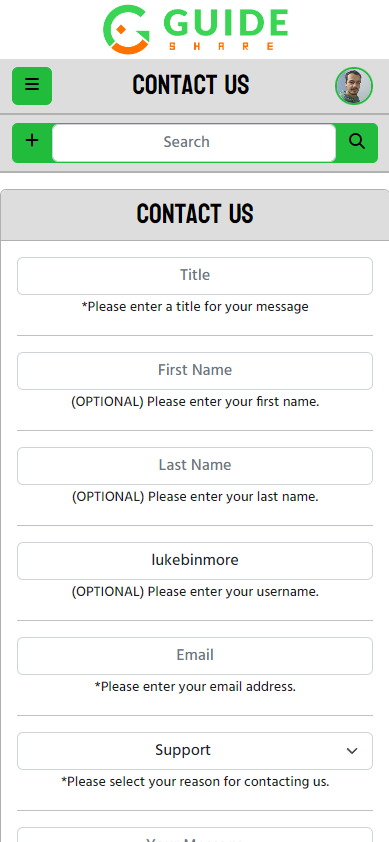 GUIDE
SHARE
CONTACT US
Search
CONTACT US
Title
*Please enter a title for your message
First Name
(OPTIONAL) Please enter your first name.
Last Name
(OPTIONAL) Please enter your last name.
lukebinmore
(OPTIONAL) Please enter your username.
Email
*Please enter your email address.
Support
*Please select your reason for contacting us.
Your Message